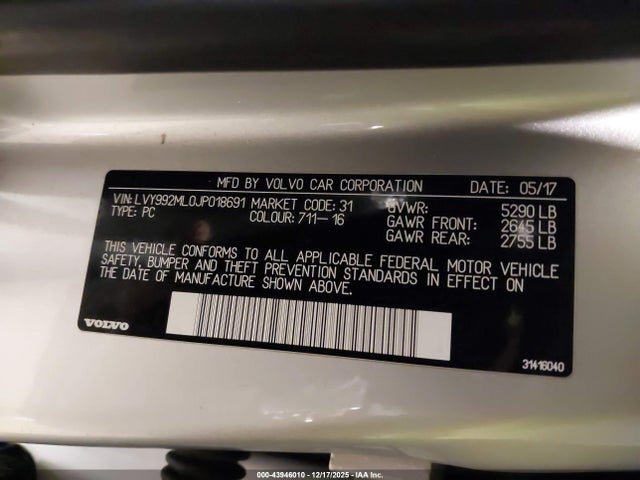 MFD BY VOLVO CAR CORPORATION DATE: 05/17
VIN: LVY992ML0JP018691 MARKET CODE: 31 GVWR: 5290 LB
TYPE: PC COLOUR: 711-16 GAWR FRONT: 2645 LB
GAWR REAR: 2755 LB
THIS VEHICLE CONFORMS TO ALL APPLICABLE FEDERAL MOTOR VEHICLE
SAFETY, BUMPER AND THEFT PREVENTION STANDARDS IN EFFECT ON
THE DATE OF MANUFACTURE SHOWN ABOVE.
VOLVO
31416040
000-43946010 • 12/17/2025 • IAA Inc.